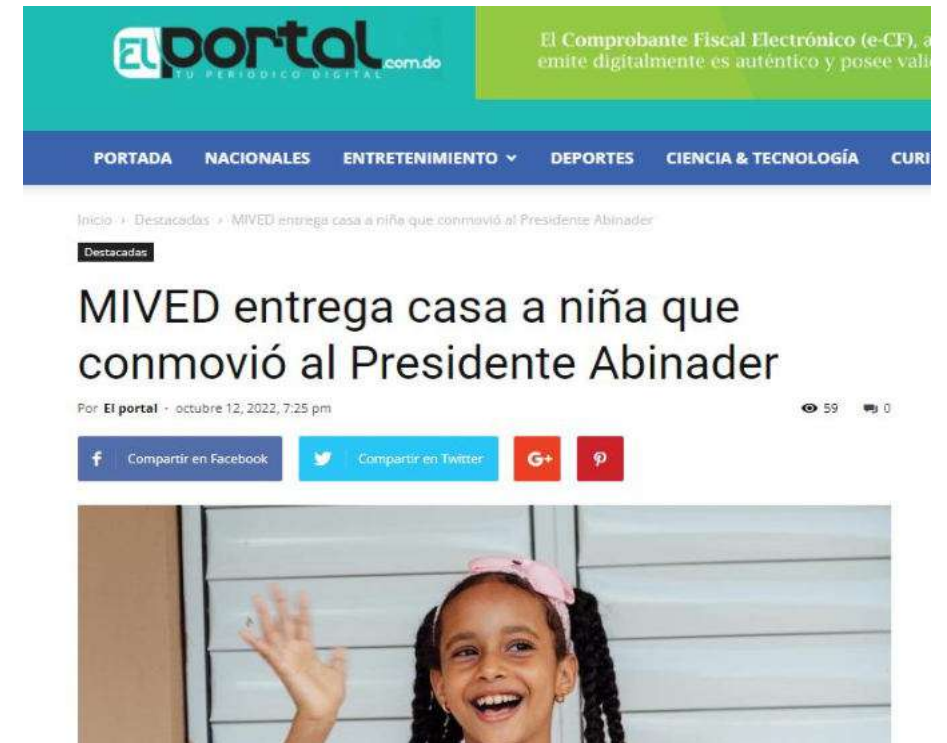 EL portal.com.do
TU PERIODICO DIGITAL
El Comprobante Fiscal Electrónico (e-CF), a
emite digitalmente es auténtico y posee vali
PORTADA NACIONALES ENTRETENIMIENTO DEPORTES CIENCIA & TECNOLOGÍA CURI
Inicio › Destacadas › MIVED entrega casa a niña que conmovió al Presidente Abinader
Destacadas
MIVED entrega casa a niña que
conmovió al Presidente Abinader
Por El portal - octubre 12, 2022, 7:25 pm 59 0
f Compartir en Facebook Compartir en Twitter G+